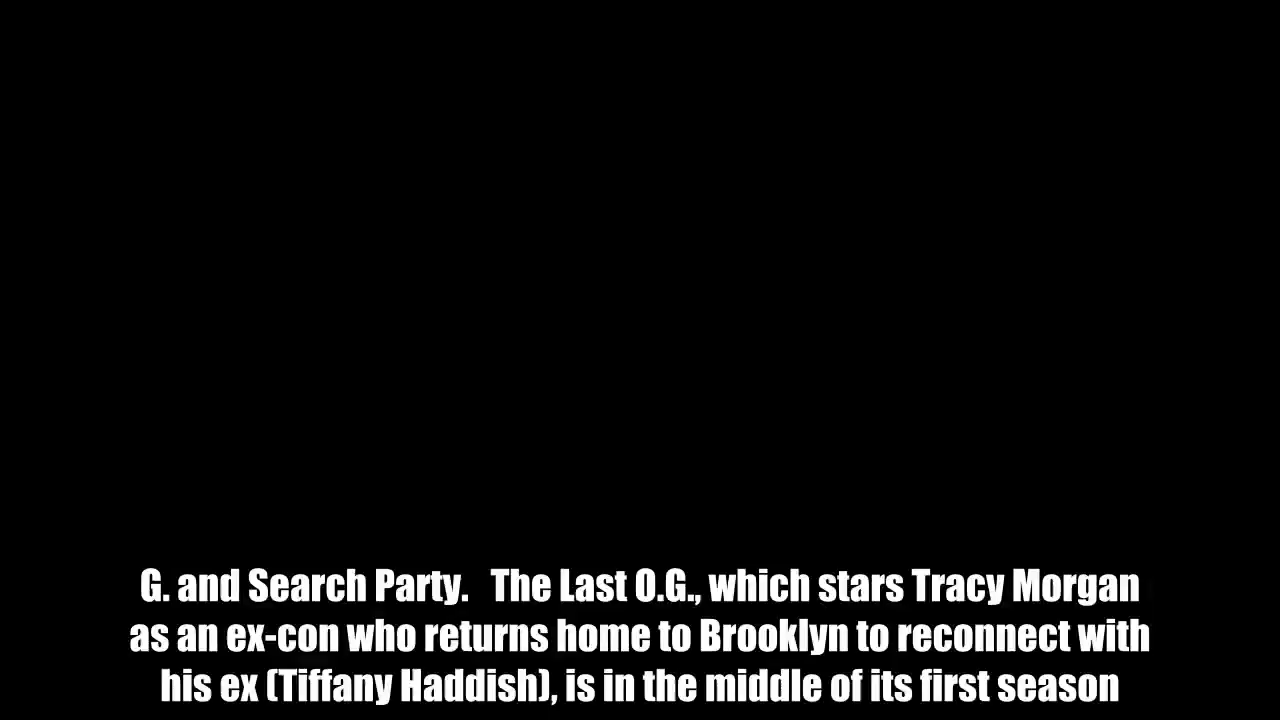 G. and Search Party.   The Last O.G., which stars Tracy Morgan
as an ex-con who returns home to Brooklyn to reconnect with
his ex (Tiffany Haddish), is in the middle of its first season